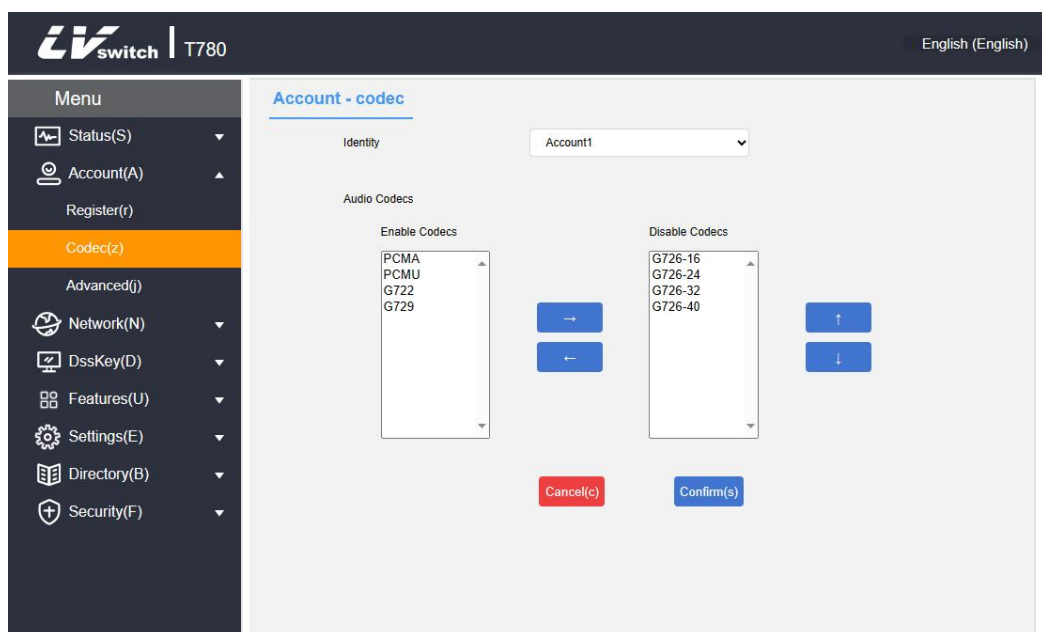 LVswitch | T780
English (English)
Menu
Status(S)
Account(A)
Register(r)
Codec(z)
Advanced(j)
Network(N)
DssKey(D)
Features(U)
Settings(E)
Directory(B)
Security(F)
Account - codec
Identity Account1
Audio Codecs
Enable Codecs
PCMA
PCMU
G722
G729
→
←
Disable Codecs
G726-16
G726-24
G726-32
G726-40
↑
↓
Cancel(c) Confirm(s)